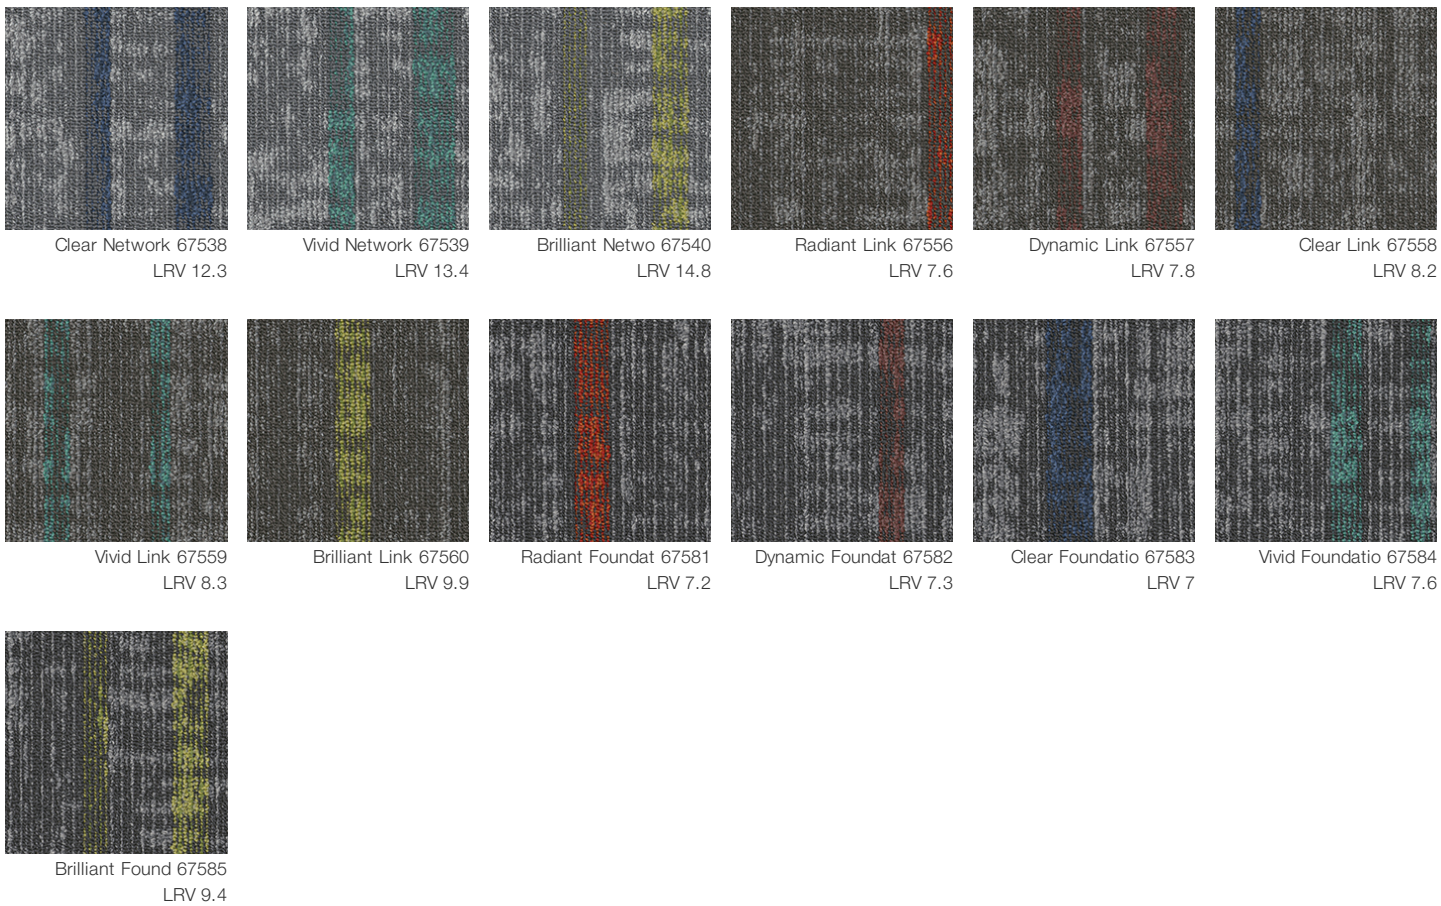 Clear Network 67538
LRV 12.3
Vivid Network 67539
LRV 13.4
Brilliant Netwo 67540
LRV 14.8
Radiant Link 67556
LRV 7.6
Dynamic Link 67557
LRV 7.8
Clear Link 67558
LRV 8.2
Vivid Link 67559
LRV 8.3
Brilliant Link 67560
LRV 9.9
Radiant Foundat 67581
LRV 7.2
Dynamic Foundat 67582
LRV 7.3
Clear Foundatio 67583
LRV 7
Vivid Foundatio 67584
LRV 7.6
Brilliant Found 67585
LRV 9.4